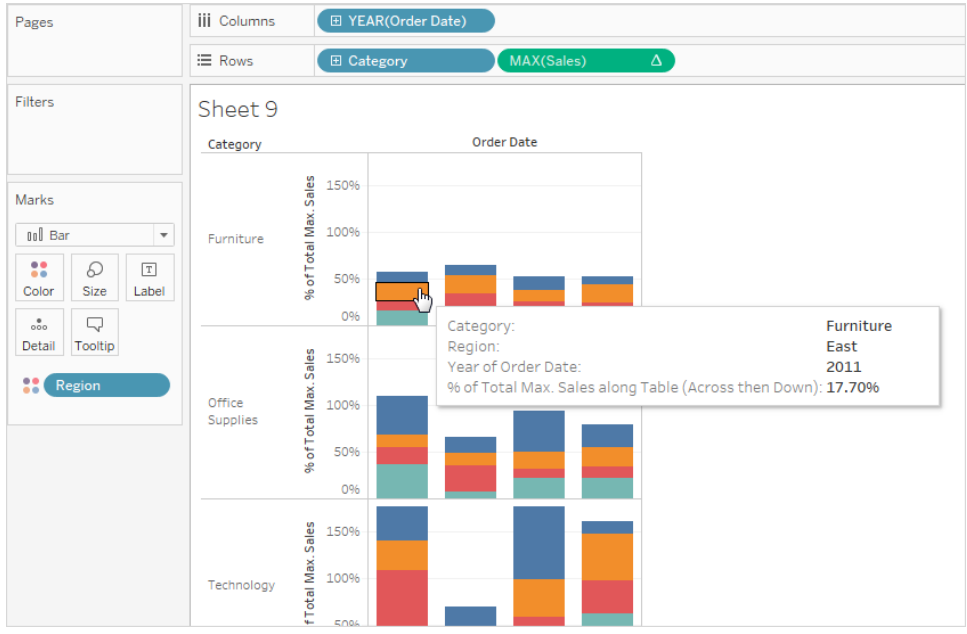 Pages
Columns
YEAR(Order Date)
Rows
Category
MAX(Sales) Δ
Filters
Marks
Bar
Color
Size
Label
T
Detail
Tooltip
Region
Sheet 9
Category
Order Date
Furniture
% of Total Max. Sales
150%
100%
50%
0%
Category: Furniture
Region: East
Year of Order Date: 2011
% of Total Max. Sales along Table (Across then Down): 17.70%
Office
Supplies
% of Total Max. Sales
150%
100%
50%
0%
Technology
f Total Max. Sales
150%
100%
50%